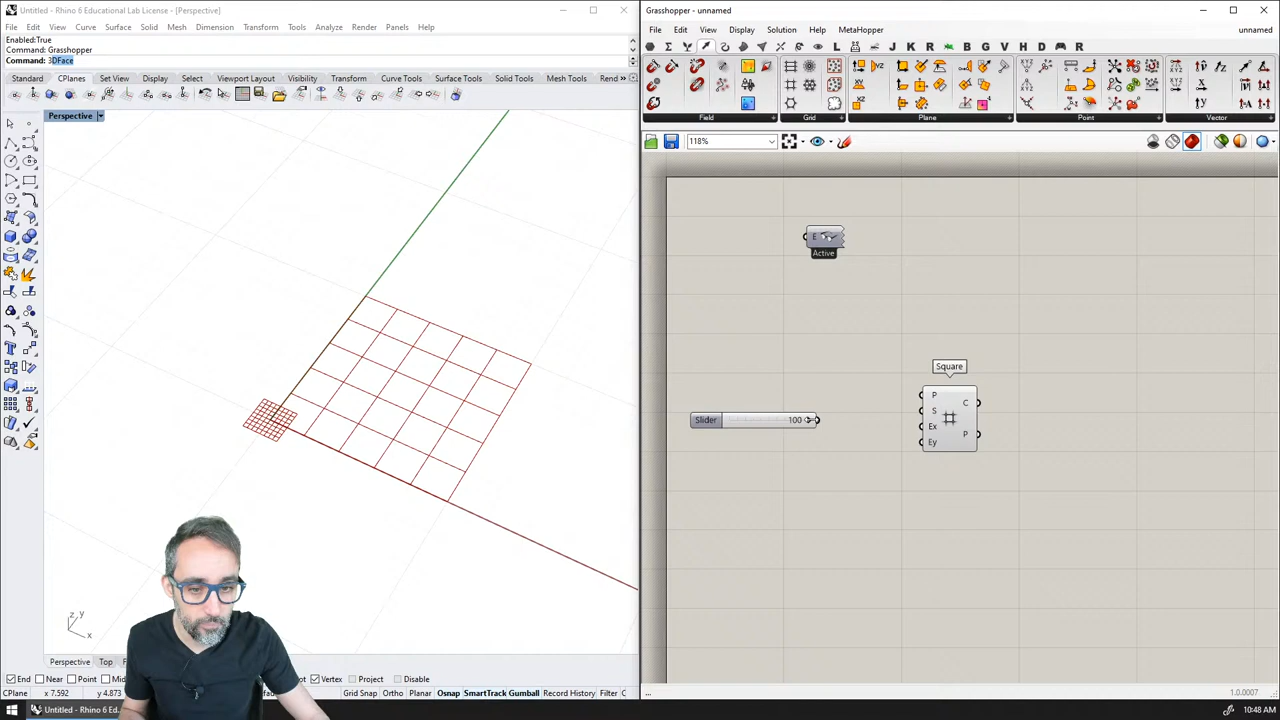 Untitled - Rhino 6 Educational Lab License - [Perspective]
File Edit View Curve Surface Solid Mesh Dimension Transform Tools Analyze Render Panels Help
Enabled:True
Command: Grasshopper
Command: 3DFace
Standard CPlanes Set View Display Select Viewport Layout Visibility Transform Curve Tools Surface Tools Solid Tools Mesh Tools Rend »
Perspective
z y
x
Perspective Top
End Near Point Mid Vertex Project Disable
CPlane x 7.592 y 4.873 Grid Snap Ortho Planar Osnap SmartTrack Gumball Record History Filter C
Untitled - Rhino 6 Educa...
Grasshopper - unnamed
File Edit View Display Solution Help MetaHopper unnamed
Field Grid Plane Point Vector
118%
E
Active
Slider 100
Square
P
S
Ex
Ey
C
P
...
1.0.0007
10:48 AM